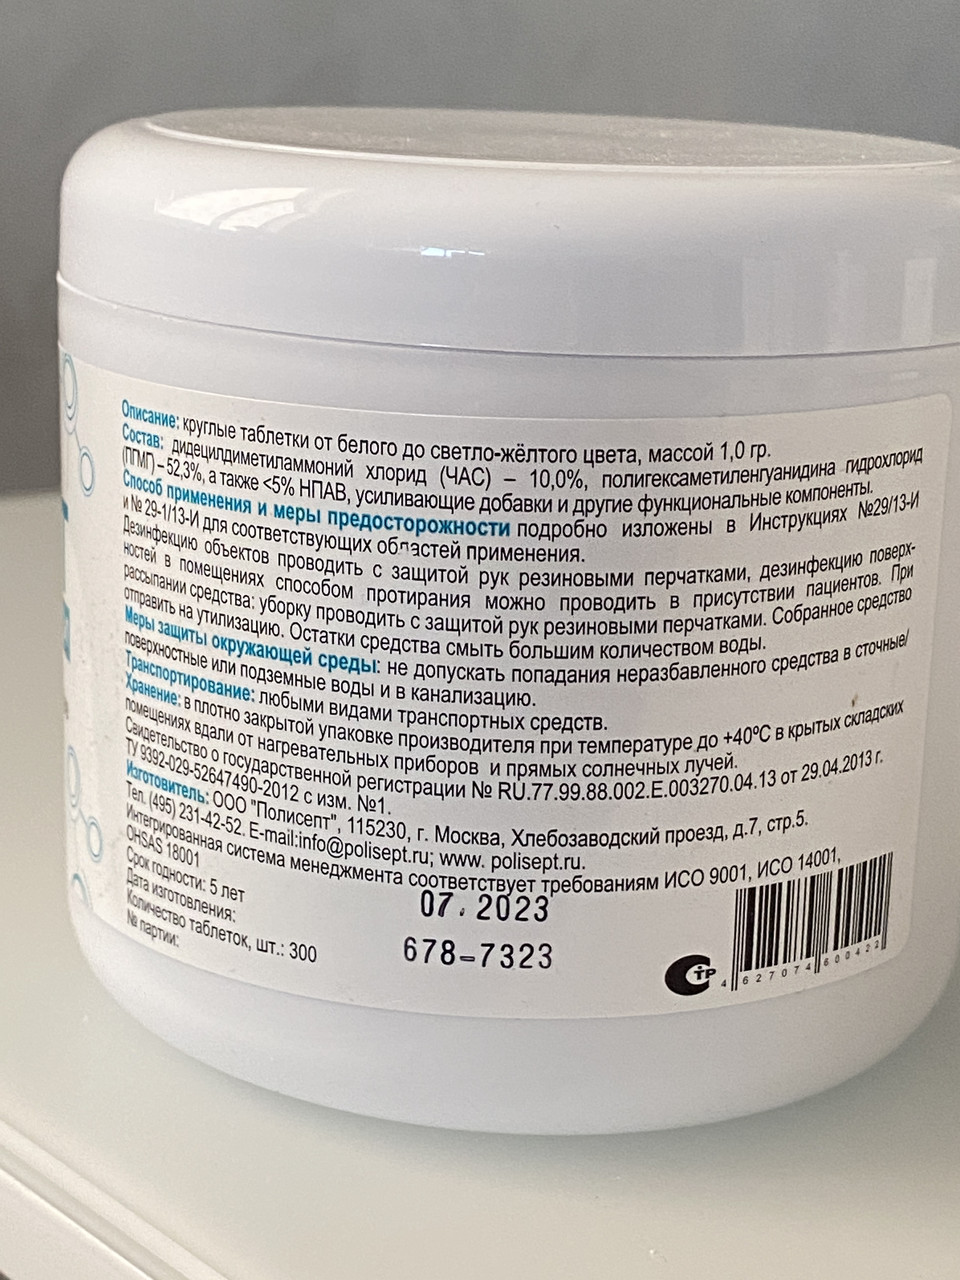 Описание: круглые таблетки от белого до светло-жёлтого цвета, массой 1,0 гр.
Состав: дидецилдиметиламмоний хлорид (ЧАС) – 10,0%, полигексаметиленгуанидина гидрохлорид
(ПГМГ) – 52,3%, а также <5% НПАВ, усиливающие добавки и другие функциональные компоненты.
Способ применения и меры предосторожности подробно изложены в Инструкциях №29/13-И
и № 29-1/13-И для соответствующих областей применения.
Дезинфекцию объектов проводить с защитой рук резиновыми перчатками, дезинфекцию поверх-
ностей в помещениях способом протирания можно проводить в присутствии пациентов. При
рассыпании средства: уборку проводить с защитой рук резиновыми перчатками. Собранное средство
отправить на утилизацию. Остатки средства смыть большим количеством воды.
Меры защиты окружающей среды: не допускать попадания неразбавленного средства в сточные/
поверхностные или подземные воды и в канализацию.
Транспортирование: любыми видами транспортных средств.
Хранение: в плотно закрытой упаковке производителя при температуре до +40°С в крытых складских
помещениях вдали от нагревательных приборов и прямых солнечных лучей.
Свидетельство о государственной регистрации № RU.77.99.88.002.Е.003270.04.13 от 29.04.2013 г.
ТУ 9392-029-52647490-2012 с изм. №1.
Изготовитель: ООО "Полисепт", 115230, г. Москва, Хлебозаводский проезд, д.7, стр.5.
Тел. (495) 231-42-52. E-mail:info@polisept.ru; www. polisept.ru.
Интегрированная система менеджмента соответствует требованиям ИСО 9001, ИСО 14001,
OHSAS 18001
Срок годности: 5 лет
Дата изготовления: 07. 2023
Количество таблеток, шт.: 300
№ партии: 678-7323
СТР
4 627074 600422